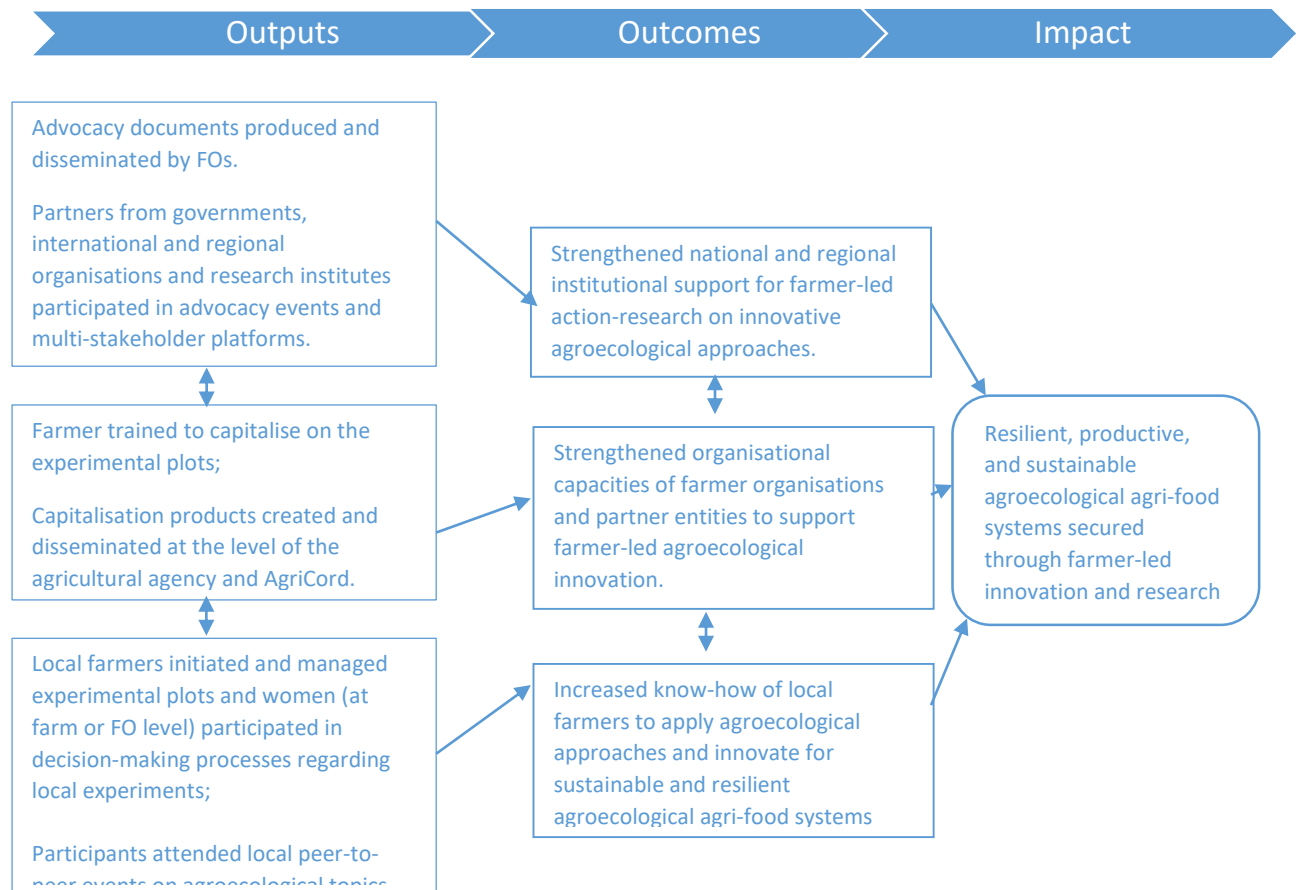 Outputs
Outcomes
Impact
Advocacy documents produced and
disseminated by FOs.
Partners from governments,
international and regional
organisations and research institutes
participated in advocacy events and
multi-stakeholder platforms.
Farmer trained to capitalise on the
experimental plots;
Capitalisation products created and
disseminated at the level of the
agricultural agency and AgriCord.
Local farmers initiated and managed
experimental plots and women (at
farm or FO level) participated in
decision-making processes regarding
local experiments;
Participants attended local peer-to-
peer events on agroecological topics
Strengthened national and regional
institutional support for farmer-led
action-research on innovative
agroecological approaches.
Strengthened organisational
capacities of farmer organisations
and partner entities to support
farmer-led agroecological
innovation.
Increased know-how of local
farmers to apply agroecological
approaches and innovate for
sustainable and resilient
agroecological agri-food systems
Resilient, productive,
and sustainable
agroecological agri-food
systems secured
through farmer-led
innovation and research